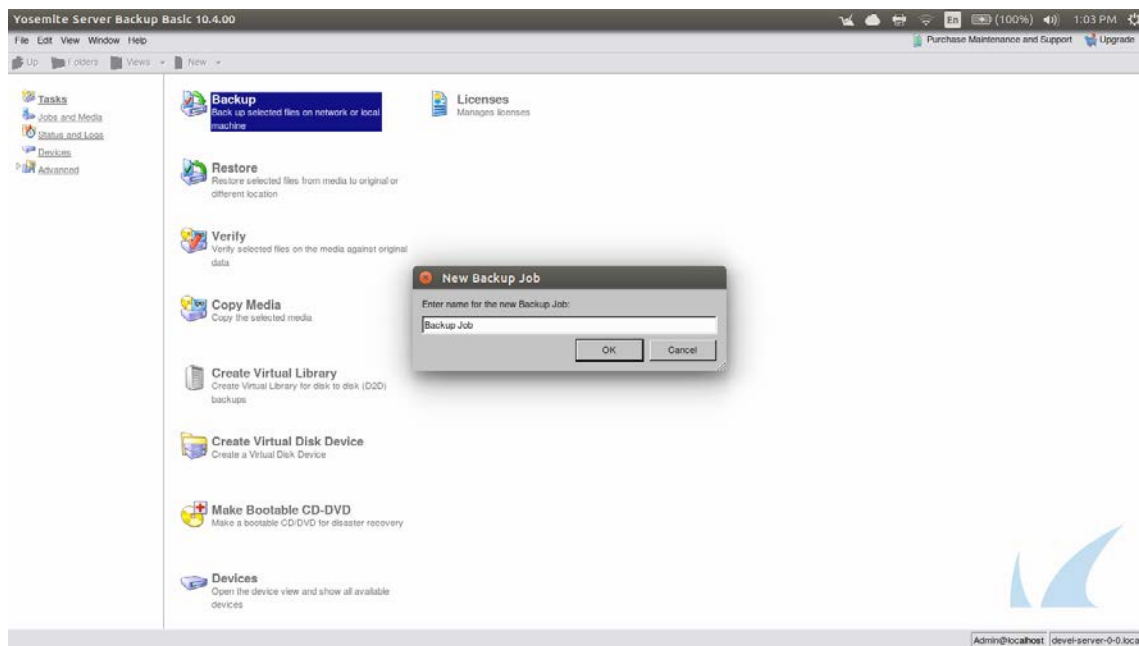 Yosemite Server Backup Basic 10.4.00
En (100%) 1:03 PM
File Edit View Window Help
Purchase Maintenance and Support Upgrade
Up Folders Views New
Tasks
Jobs and Media
Status and Logs
Devices
Advanced
Backup
Back up selected files on network or local
machine
Licenses
Manages licenses
Restore
Restore selected files from media to original or
different location
Verify
Verify selected files on the media against original
data
Copy Media
Copy the selected media
Create Virtual Library
Create Virtual Library for disk to disk (D2D)
backups
Create Virtual Disk Device
Create a Virtual Disk Device
Make Bootable CD-DVD
Make a bootable CD/DVD for disaster recovery
Devices
Open the device view and show all available
devices
New Backup Job
Enter name for the new Backup Job:
Backup Job
OK Cancel
Admin@localhost devel-server-0-0.loca